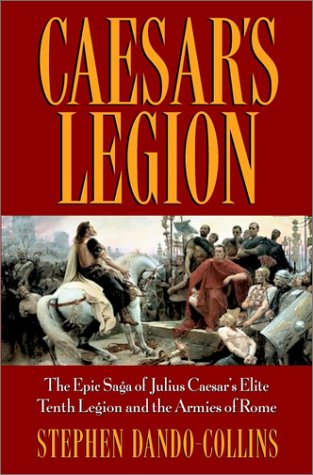 CAESAR'S
LEGION
The Epic Saga of Julius Caesar's Elite
Tenth Legion and the Armies of Rome
STEPHEN DANDO-COLLINS